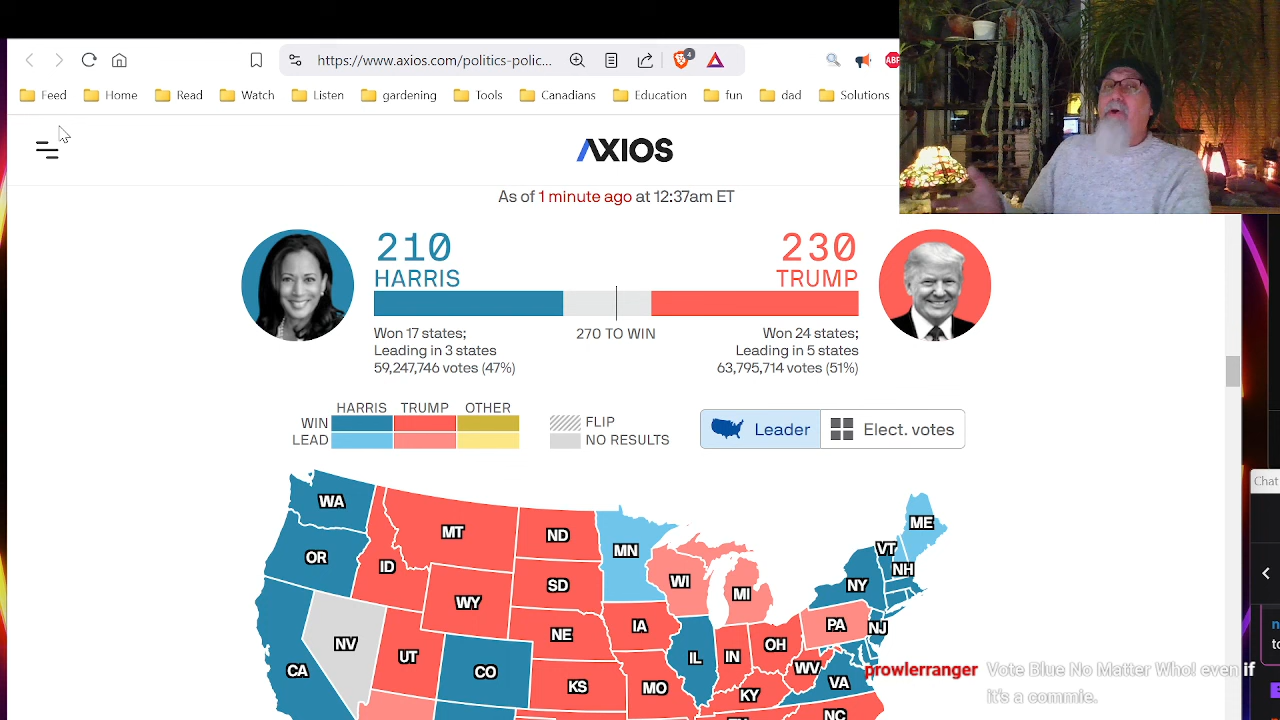 https://www.axios.com/politics-polic...
4
ABP
Feed Home Read Watch Listen gardening Tools Canadians Education fun dad Solutions
AXIOS
As of 1 minute ago at 12:37am ET
210
HARRIS
230
TRUMP
Won 17 states;
Leading in 3 states
59,247,746 votes (47%)
270 TO WIN
Won 24 states;
Leading in 5 states
63,795,714 votes (51%)
HARRIS TRUMP OTHER
WIN
LEAD
FLIP
NO RESULTS
Leader
Elect. votes
WA
MT
ND
MN
ME
OR
ID
SD
WI
MI
VT
NH
NY
WY
NV
IA
PA
NJ
NE
UT
CO
CA
IL
IN
OH
WV
VA
KS
MO
KY
NC
Chat
prowlerranger Vote Blue No Matter Who! even if
it's a commie.